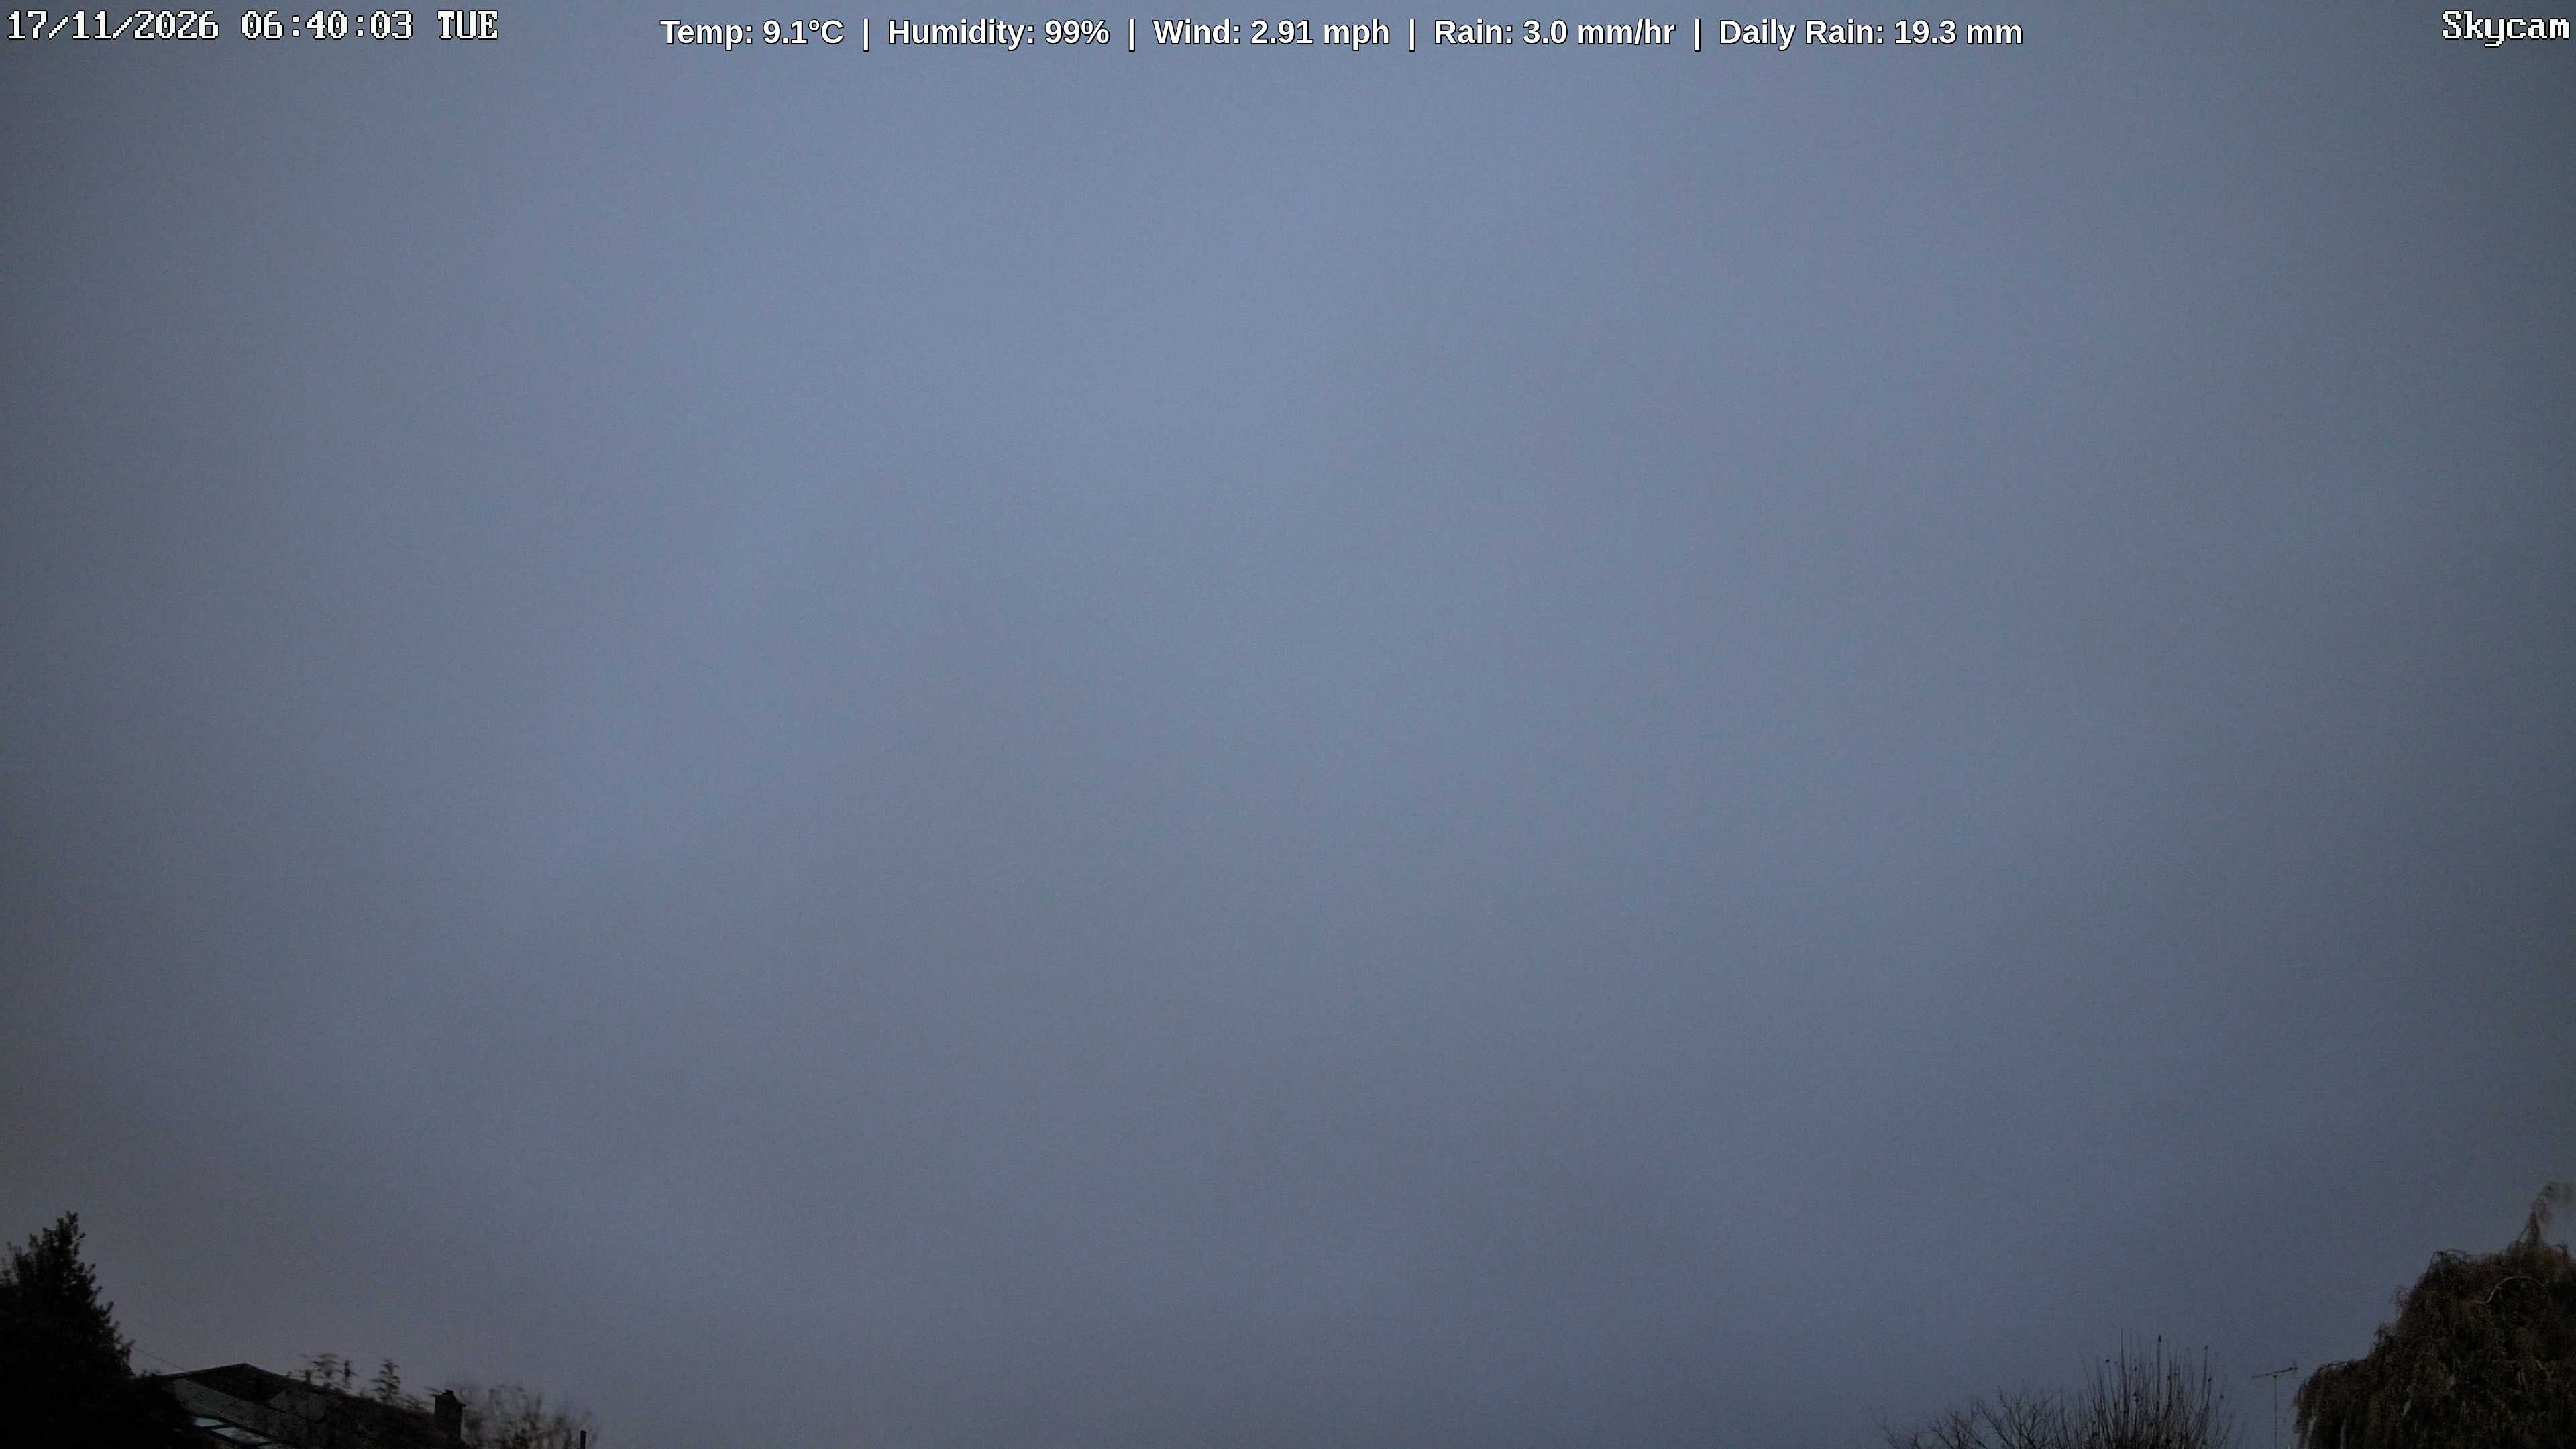 17/11/2026 06:40:03 TUE
Temp: 9.1°C | Humidity: 99% | Wind: 2.91 mph | Rain: 3.0 mm/hr | Daily Rain: 19.3 mm
Skycam